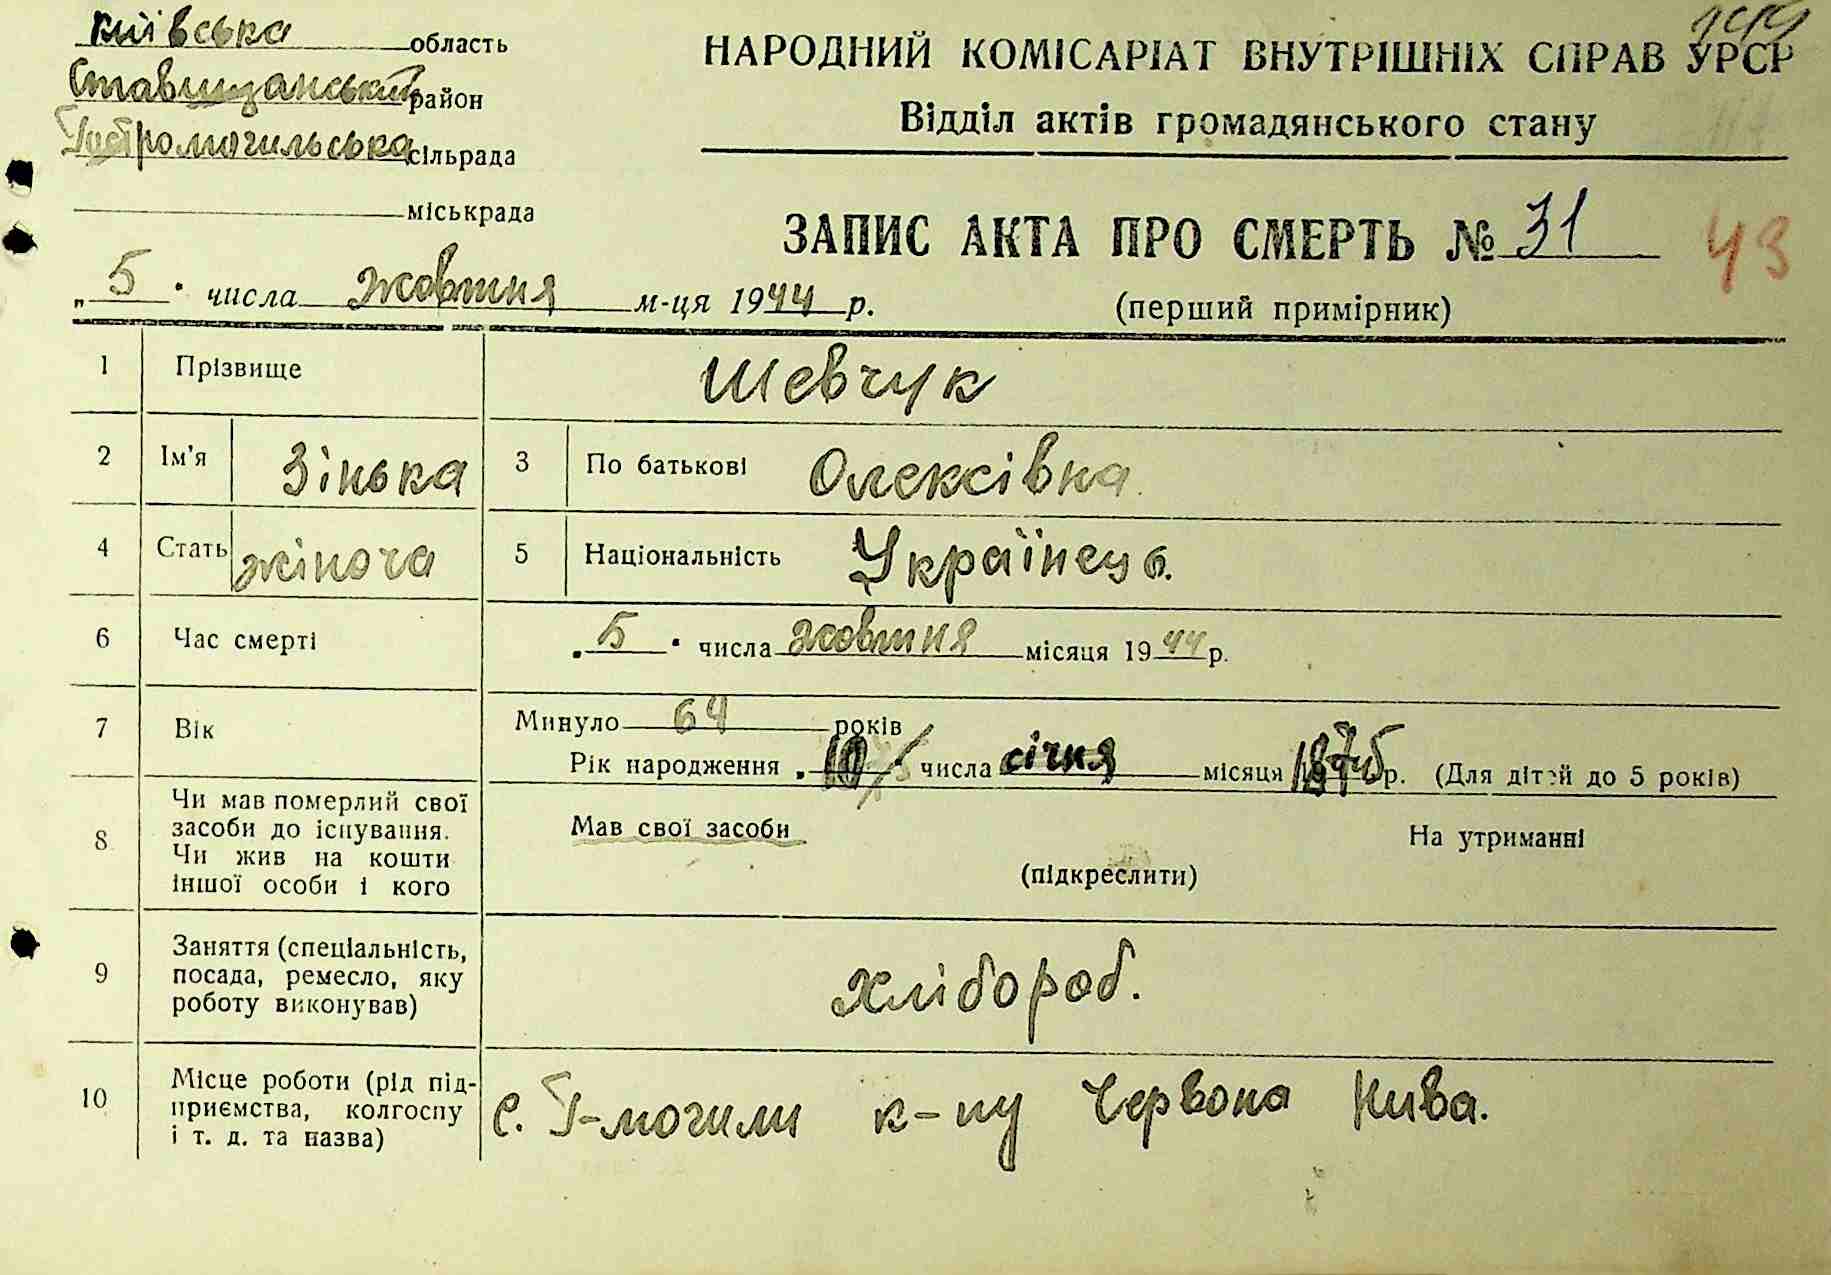 Київська область
Ставищанський район
Гостромогильська сільрада
міськрада
НАРОДНИЙ КОМІСАРІАТ ВНУТРІШНІХ СПРАВ УРСР
Відділ актів громадянського стану
ЗАПИС АКТА ПРО СМЕРТЬ № 31
43
„5" числа жовтня м-ця 1944 р.
(перший примірник)
1 Прізвище Шевчук
2 Ім'я Зінька 3 По батькові Олексівна
4 Стать жіноча 5 Національність Українець.
6 Час смерті „5" числа жовтня місяця 1944 р.
7 Вік Минуло 64 років
Рік народження „10" числа січня місяця р. (Для дітей до 5 років)
8 Чи мав померлий свої
засоби до існування.
Чи жив на кошти
іншої особи і кого
Мав свої засоби На утриманні
(підкреслити)
9 Заняття (спеціальність,
посада, ремесло, яку
роботу виконував)
хлібороб.
10 Місце роботи (рід під-
приємства, колгоспу
і т. д. та назва)
с. Г-могили к-пу Червона Нива.